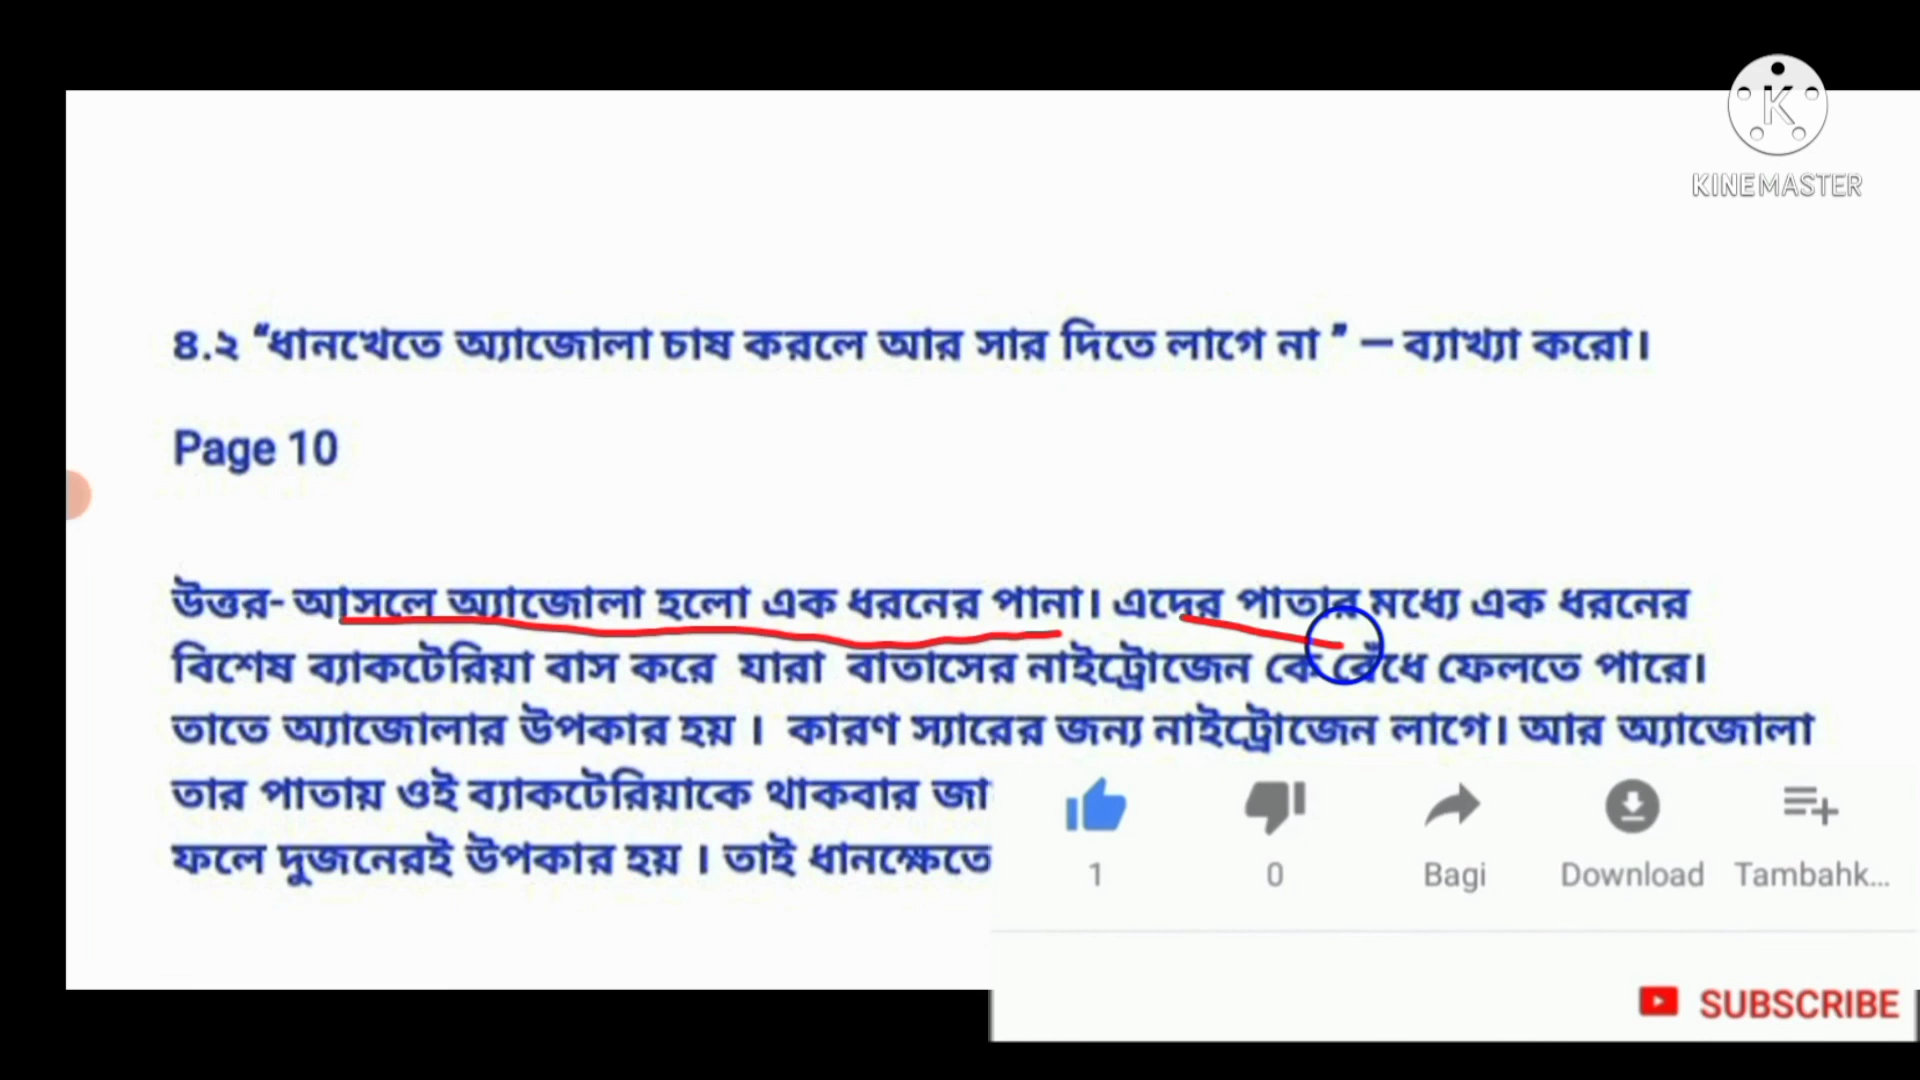 KINEMASTER
৪.২ “ধানখেতে অ্যাজোলা চাষ করলে আর সার দিতে লাগে না ” – ব্যাখ্যা করো।
Page 10
উত্তর- আসলে অ্যাজোলা হলো এক ধরনের পানা। এদের পাতার মধ্যে এক ধরনের
বিশেষ ব্যাকটেরিয়া বাস করে যারা বাতাসের নাইট্রোজেন কে বেঁধে ফেলতে পারে।
তাতে অ্যাজোলার উপকার হয় । কারণ স্যারের জন্য নাইট্রোজেন লাগে। আর অ্যাজোলা
তার পাতায় ওই ব্যাকটেরিয়াকে থাকবার জা
ফলে দুজনেরই উপকার হয় । তাই ধানক্ষেতে
1 0 Bagi Download Tambahk...
SUBSCRIBE